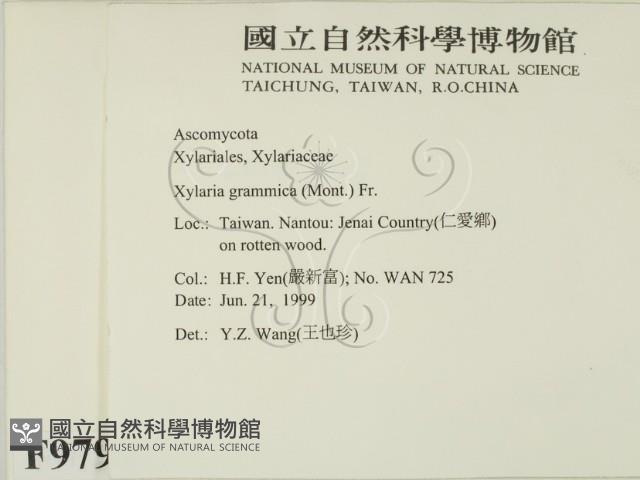 國立自然科學博物館
NATIONAL MUSEUM OF NATURAL SCIENCE
TAICHUNG, TAIWAN, R.O.CHINA
Ascomycota
Xylariales, Xylariaceae
Xylaria grammica (Mont.) Fr.
Loc.: Taiwan. Nantou: Jenai Country(仁愛鄉)
on rotten wood.
Col.: H.F. Yen(嚴新富); No. WAN 725
Date: Jun. 21, 1999
Det.: Y.Z. Wang(王也珍)
國立自然科學博物館
NATIONAL MUSEUM OF NATURAL SCIENCE
F979